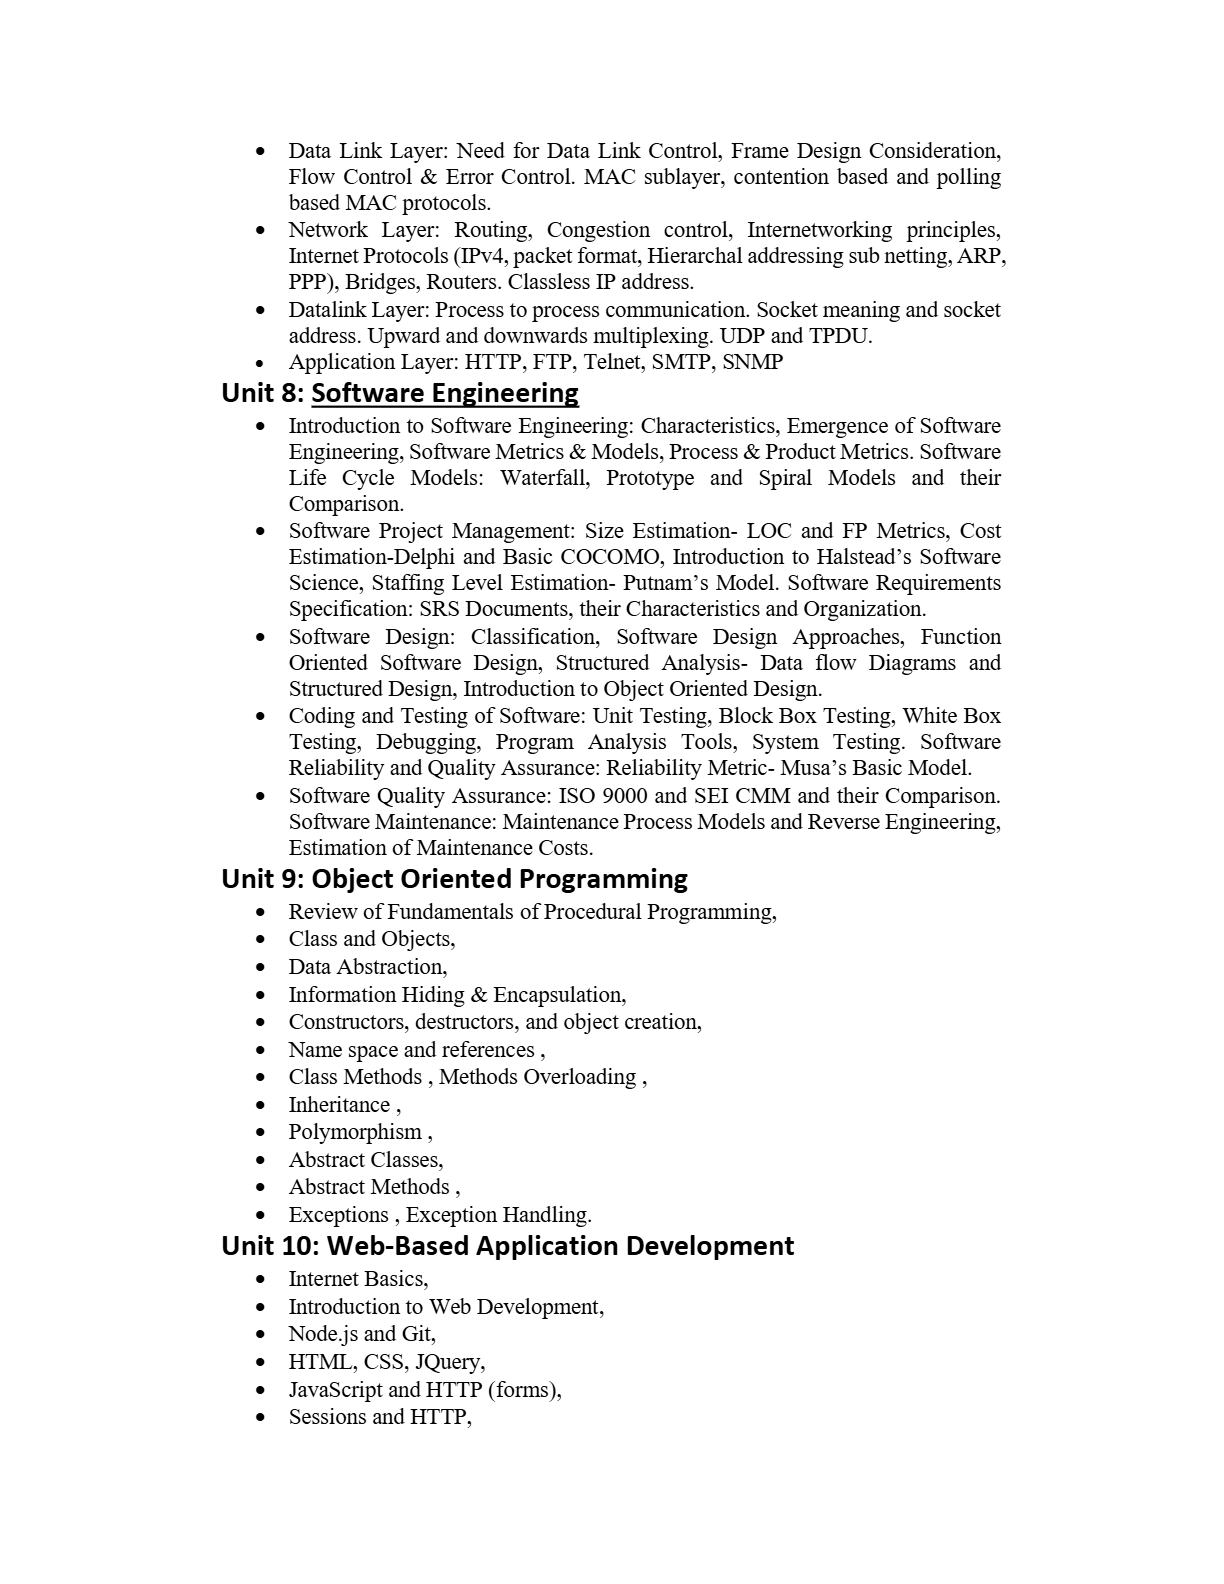 • Data Link Layer: Need for Data Link Control, Frame Design Consideration,
Flow Control & Error Control. MAC sublayer, contention based and polling
based MAC protocols.
• Network Layer: Routing, Congestion control, Internetworking principles,
Internet Protocols (IPv4, packet format, Hierarchal addressing sub netting, ARP,
PPP), Bridges, Routers. Classless IP address.
• Datalink Layer: Process to process communication. Socket meaning and socket
address. Upward and downwards multiplexing. UDP and TPDU.
• Application Layer: HTTP, FTP, Telnet, SMTP, SNMP
Unit 8: Software Engineering
• Introduction to Software Engineering: Characteristics, Emergence of Software
Engineering, Software Metrics & Models, Process & Product Metrics. Software
Life Cycle Models: Waterfall, Prototype and Spiral Models and their
Comparison.
• Software Project Management: Size Estimation- LOC and FP Metrics, Cost
Estimation-Delphi and Basic COCOMO, Introduction to Halstead’s Software
Science, Staffing Level Estimation- Putnam’s Model. Software Requirements
Specification: SRS Documents, their Characteristics and Organization.
• Software Design: Classification, Software Design Approaches, Function
Oriented Software Design, Structured Analysis- Data flow Diagrams and
Structured Design, Introduction to Object Oriented Design.
• Coding and Testing of Software: Unit Testing, Block Box Testing, White Box
Testing, Debugging, Program Analysis Tools, System Testing. Software
Reliability and Quality Assurance: Reliability Metric- Musa’s Basic Model.
• Software Quality Assurance: ISO 9000 and SEI CMM and their Comparison.
Software Maintenance: Maintenance Process Models and Reverse Engineering,
Estimation of Maintenance Costs.
Unit 9: Object Oriented Programming
• Review of Fundamentals of Procedural Programming,
• Class and Objects,
• Data Abstraction,
• Information Hiding & Encapsulation,
• Constructors, destructors, and object creation,
• Name space and references ,
• Class Methods , Methods Overloading ,
• Inheritance ,
• Polymorphism ,
• Abstract Classes,
• Abstract Methods ,
• Exceptions , Exception Handling.
Unit 10: Web-Based Application Development
• Internet Basics,
• Introduction to Web Development,
• Node.js and Git,
• HTML, CSS, JQuery,
• JavaScript and HTTP (forms),
• Sessions and HTTP,